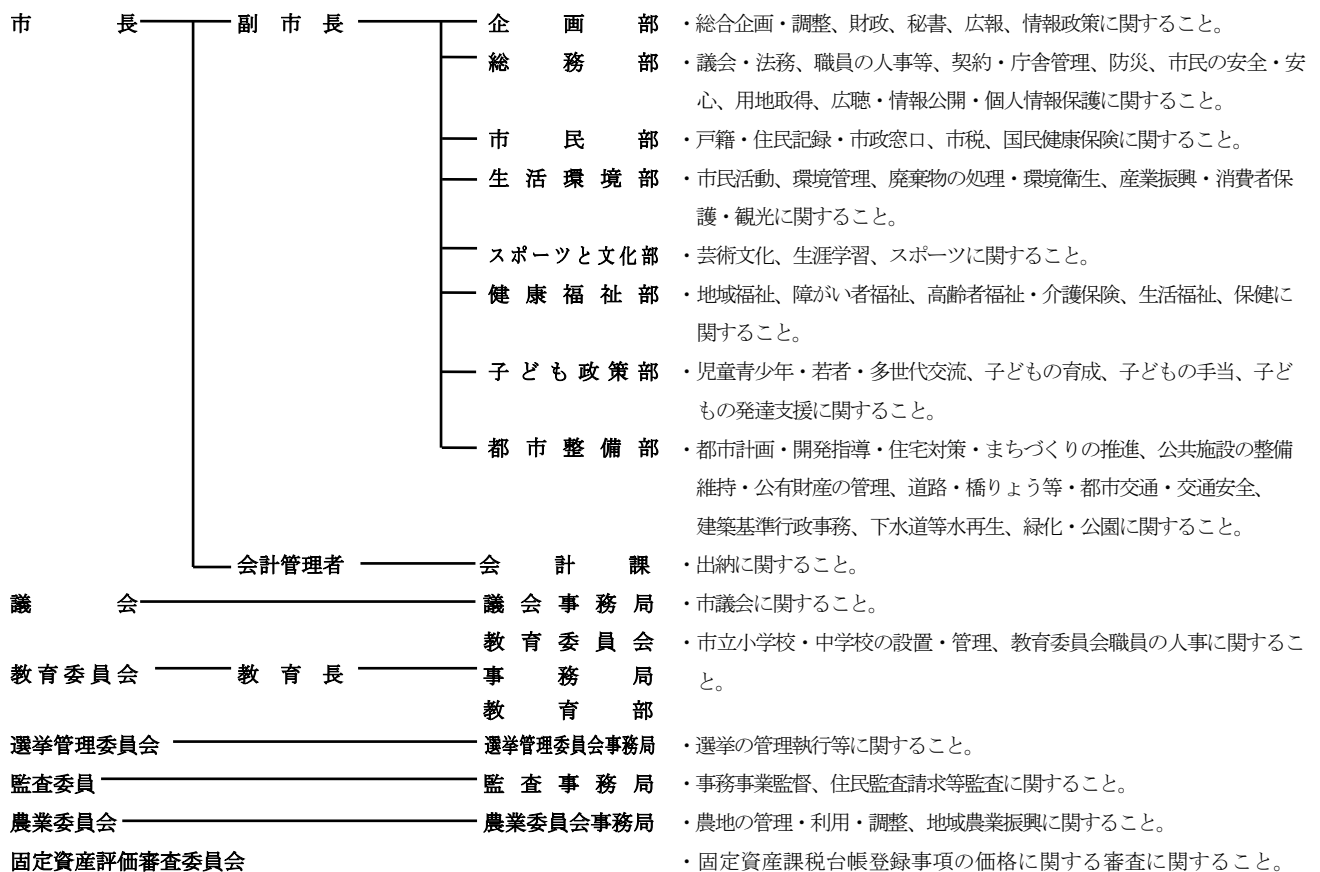 市長 副市長 企画部 ・総合企画・調整、財政、秘書、広報、情報政策に関すること。
総務部 ・議会・法務、職員の人事等、契約・庁舎管理、防災、市民の安全・安
心、用地取得、広聴・情報公開・個人情報保護に関すること。
市民部 ・戸籍・住民記録・市政窓口、市税、国民健康保険に関すること。
生活環境部 ・市民活動、環境管理、廃棄物の処理・環境衛生、産業振興・消費者保
護・観光に関すること。
スポーツと文化部 ・芸術文化、生涯学習、スポーツに関すること。
健康福祉部 ・地域福祉、障がい者福祉、高齢者福祉・介護保険、生活福祉、保健に
関すること。
子ども政策部 ・児童青少年・若者・多世代交流、子どもの育成、子どもの手当、子ど
もの発達支援に関すること。
都市整備部 ・都市計画・開発指導・住宅対策・まちづくりの推進、公共施設の整備
維持・公有財産の管理、道路・橋りょう等・都市交通・交通安全、
建築基準行政事務、下水道等水再生、緑化・公園に関すること。
会計管理者 会計課 ・出納に関すること。
議会 議会事務局 ・市議会に関すること。
教育委員会 ・市立小学校・中学校の設置・管理、教育委員会職員の人事に関するこ
教育委員会 教育長 事務局 と。
教育部
選挙管理委員会 選挙管理委員会事務局 ・選挙の管理執行等に関すること。
監査委員 監査事務局 ・事務事業監督、住民監査請求等監査に関すること。
農業委員会 農業委員会事務局 ・農地の管理・利用・調整、地域農業振興に関すること。
固定資産評価審査委員会 ・固定資産課税台帳登録事項の価格に関する審査に関すること。